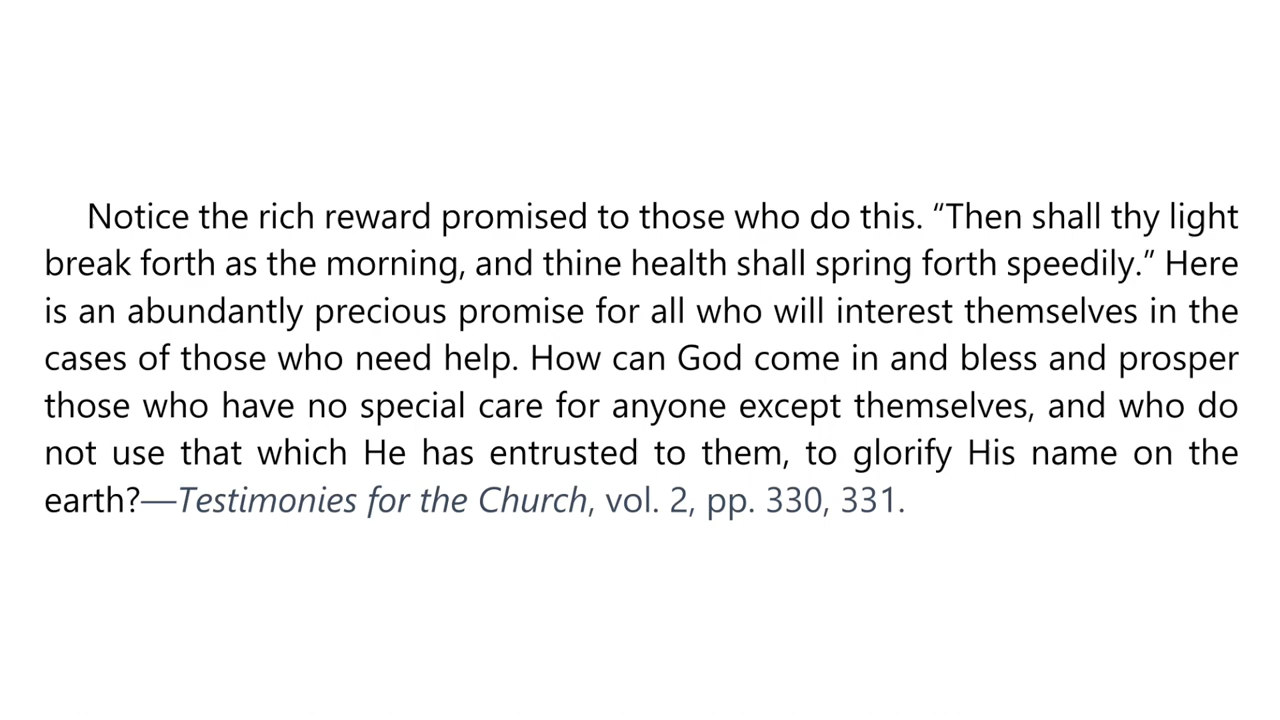 Notice the rich reward promised to those who do this. “Then shall thy light
break forth as the morning, and thine health shall spring forth speedily.” Here
is an abundantly precious promise for all who will interest themselves in the
cases of those who need help. How can God come in and bless and prosper
those who have no special care for anyone except themselves, and who do
not use that which He has entrusted to them, to glorify His name on the
earth?—Testimonies for the Church, vol. 2, pp. 330, 331.